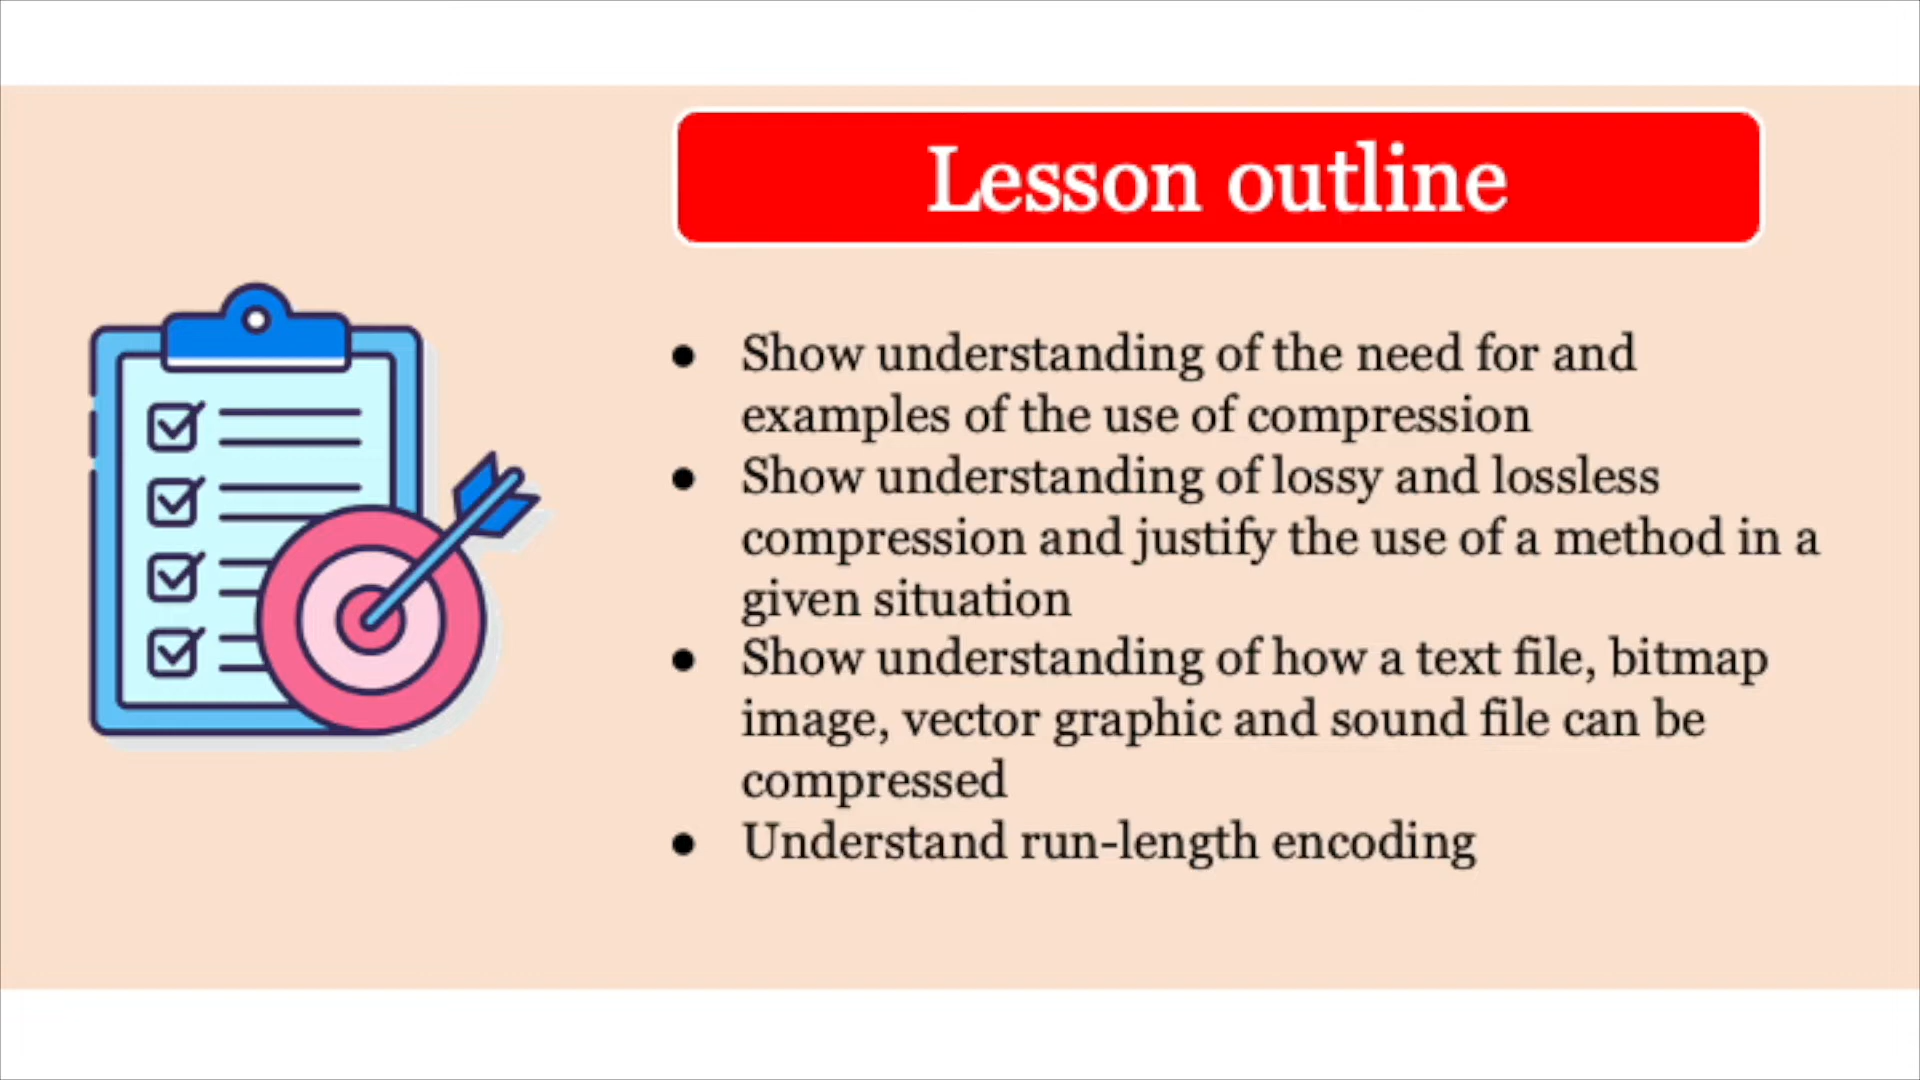 Lesson outline
● Show understanding of the need for and
examples of the use of compression
● Show understanding of lossy and lossless
compression and justify the use of a method in a
given situation
● Show understanding of how a text file, bitmap
image, vector graphic and sound file can be
compressed
● Understand run-length encoding